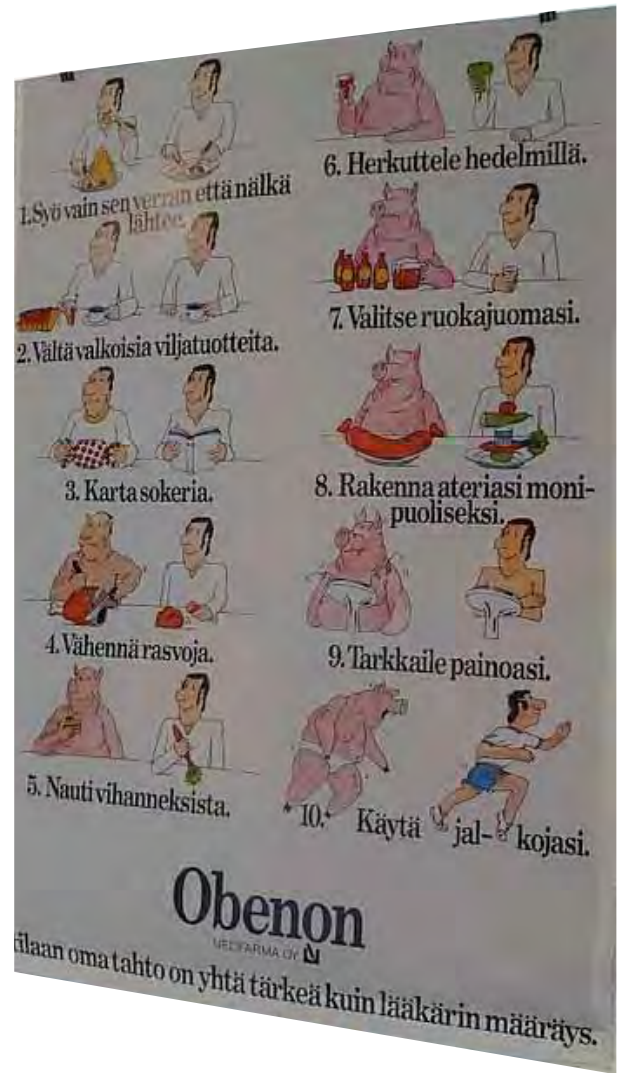 1. Syö vain sen verran että nälkä
lähtee.
2. Vältä valkoisia viljatuotteita.
3. Karta sokeria.
4. Vähennä rasvoja.
5. Nauti vihanneksista.
6. Herkuttele hedelmillä.
7. Valitse ruokajuomasi.
8. Rakenna ateriasi moni-
puoliseksi.
9. Tarkkaile painoasi.
10. Käytä jal- kojasi.
Obenon
MEDIFARMA OY
oma tahto on yhtä tärkeä kuin lääkärin määräys.